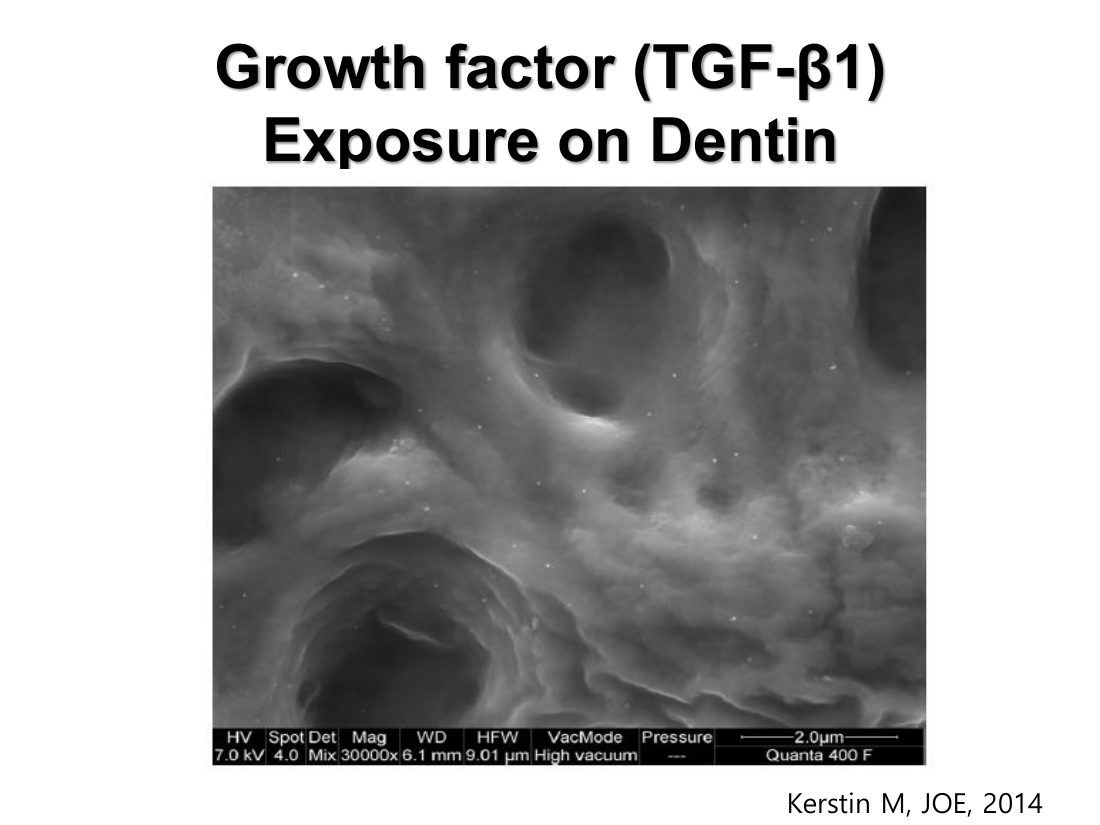 Growth factor (TGF-β1)
Exposure on Dentin
HV Spot Det Mag WD HFW VacMode Pressure 2.0µm
7.0 kV 4.0 Mix 30000x 6.1 mm 9.01 µm High vacuum --- Quanta 400 F
Kerstin M, JOE, 2014